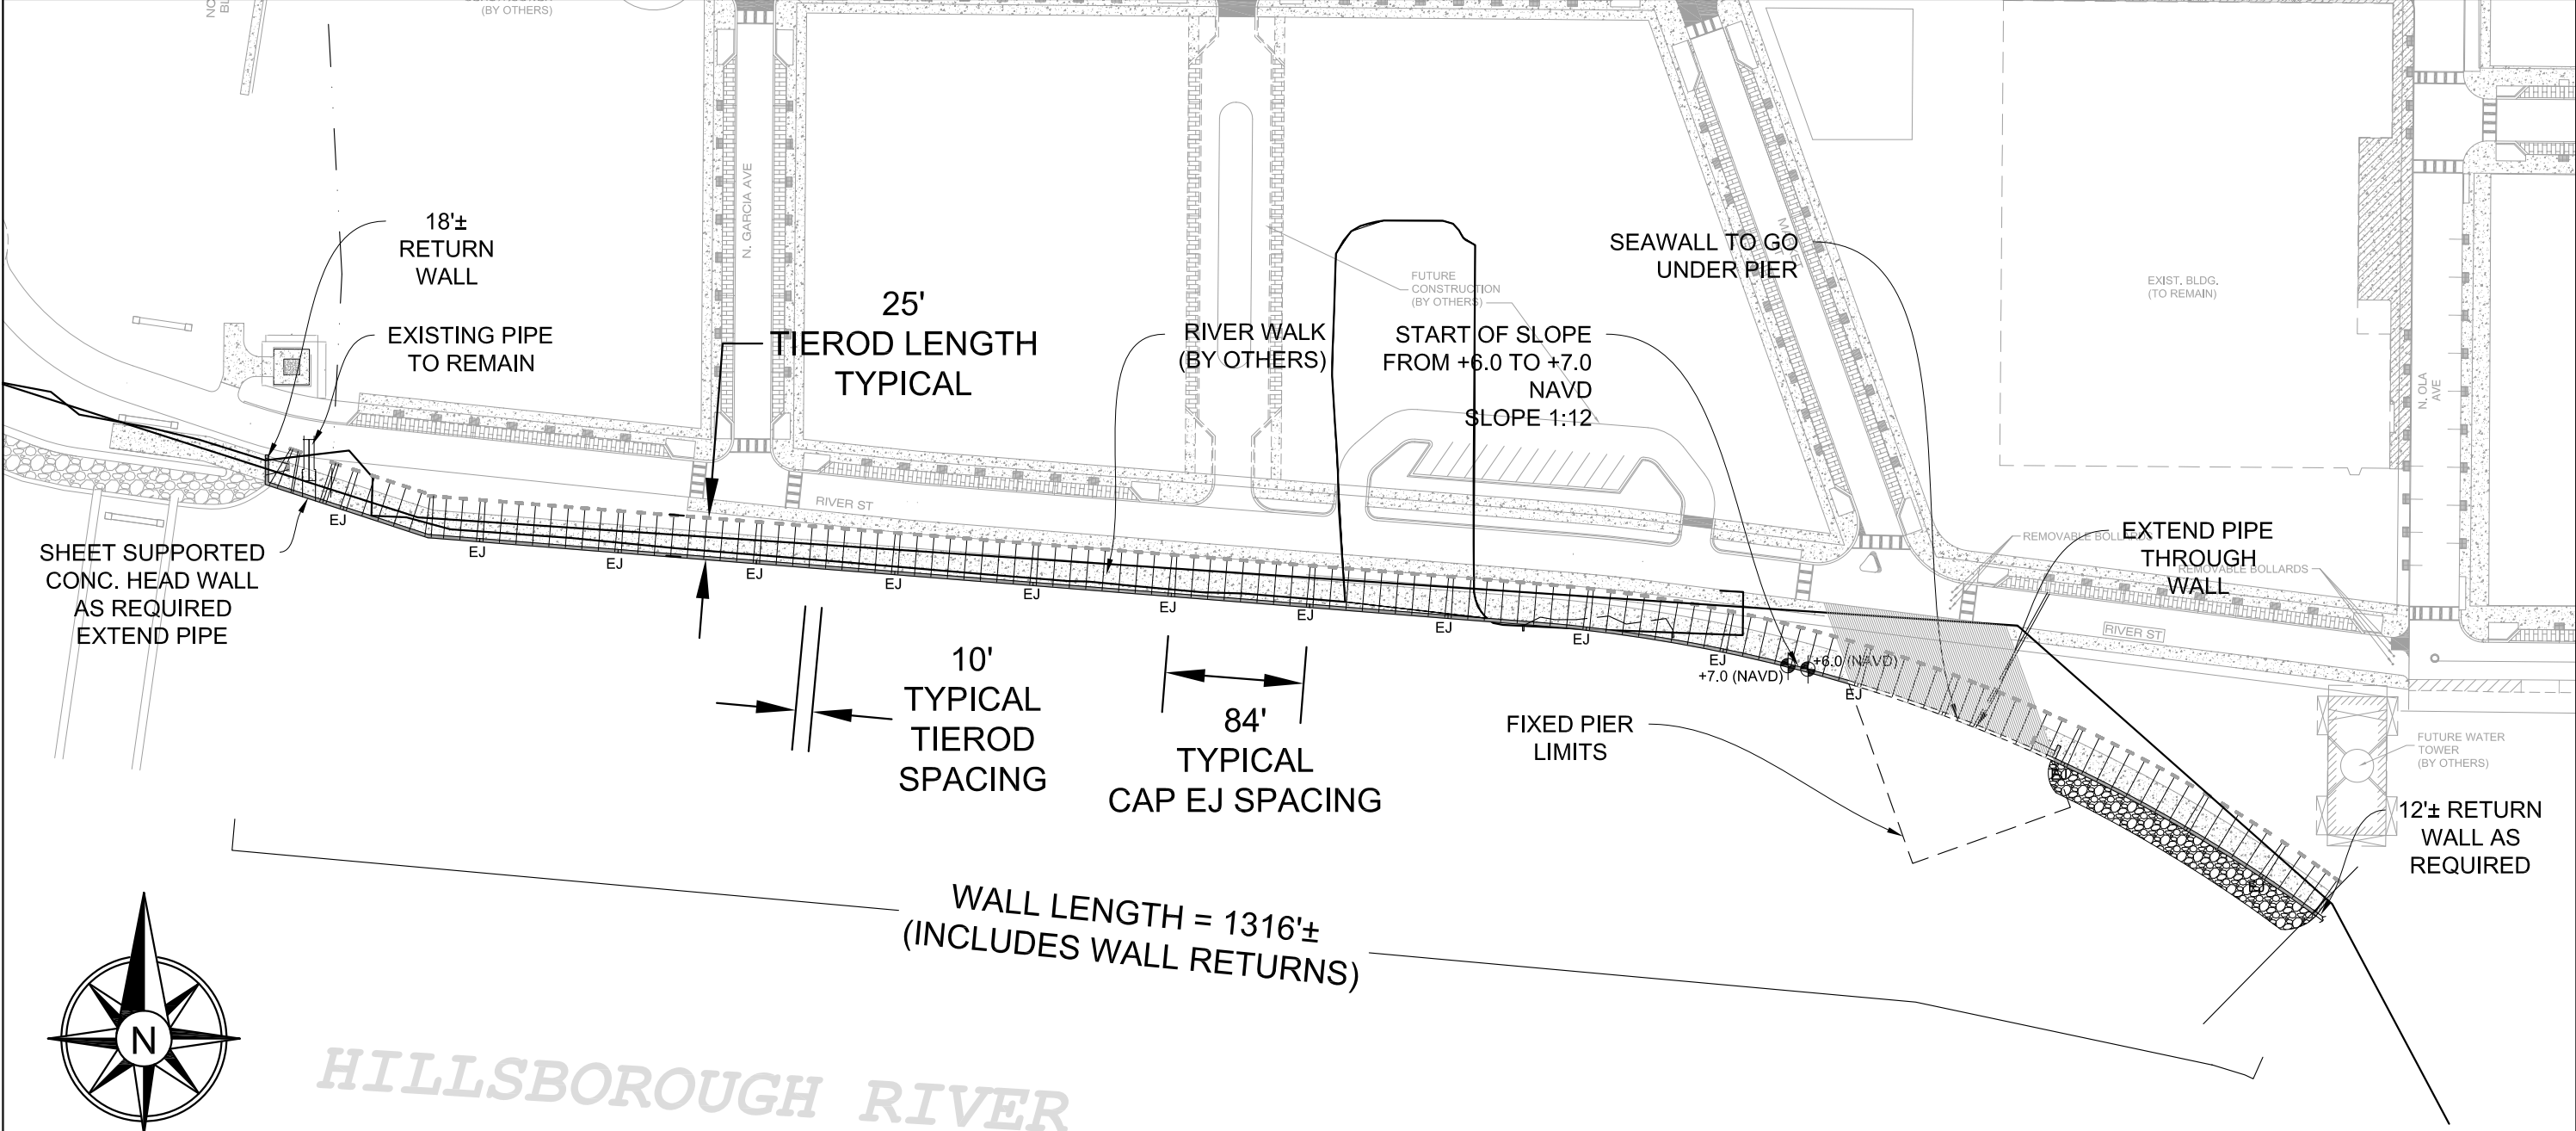 (BY OTHERS)
N. GARCIA AVE
18'±
RETURN
WALL
EXISTING PIPE
TO REMAIN
25'
TIEROD LENGTH
TYPICAL
RIVER WALK
(BY OTHERS)
FUTURE
CONSTRUCTION
(BY OTHERS)
START OF SLOPE
FROM +6.0 TO +7.0
NAVD
SLOPE 1:12
SEAWALL TO GO
UNDER PIER
EXIST. BLDG.
(TO REMAIN)
N. OLA
AVE
RIVER ST
REMOVABLE BOLLARDS
EXTEND PIPE
THROUGH
WALL
REMOVABLE BOLLARDS
RIVER ST
SHEET SUPPORTED
CONC. HEAD WALL
AS REQUIRED
EXTEND PIPE
EJ
EJ
EJ
EJ
EJ
EJ
EJ
EJ
EJ
EJ
EJ
EJ
EJ
EJ
+6.0 (NAVD)
+7.0 (NAVD)
10'
TYPICAL
TIEROD
SPACING
84'
TYPICAL
CAP EJ SPACING
FIXED PIER
LIMITS
FUTURE WATER
TOWER
(BY OTHERS)
12'± RETURN
WALL AS
REQUIRED
WALL LENGTH = 1316'±
(INCLUDES WALL RETURNS)
N
HILLSBOROUGH RIVER